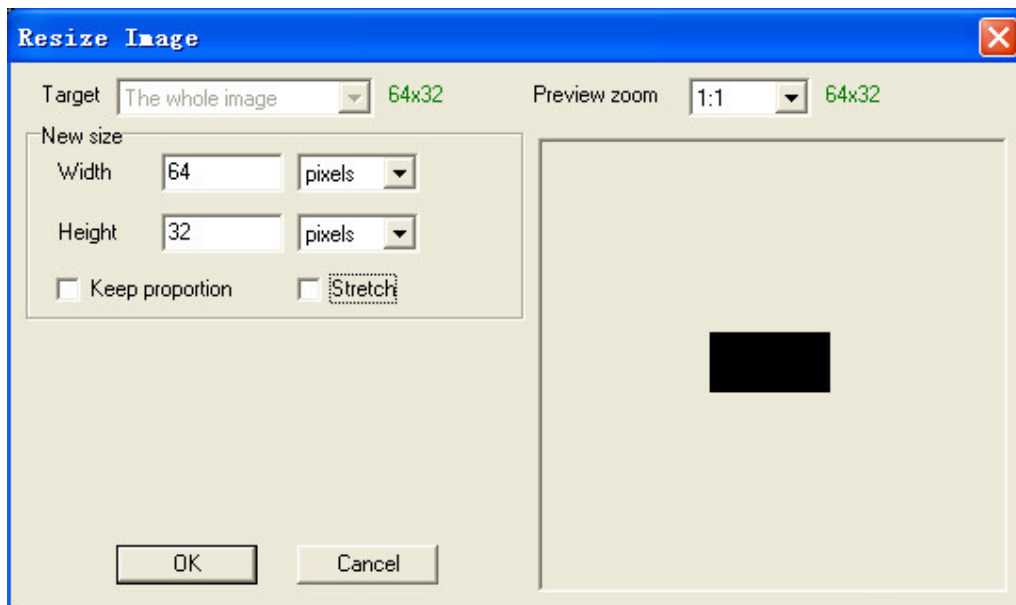 Resize Image
Target The whole image 64x32 Preview zoom 1:1 64x32
New size
Width 64 pixels
Height 32 pixels
Keep proportion Stretch
OK Cancel